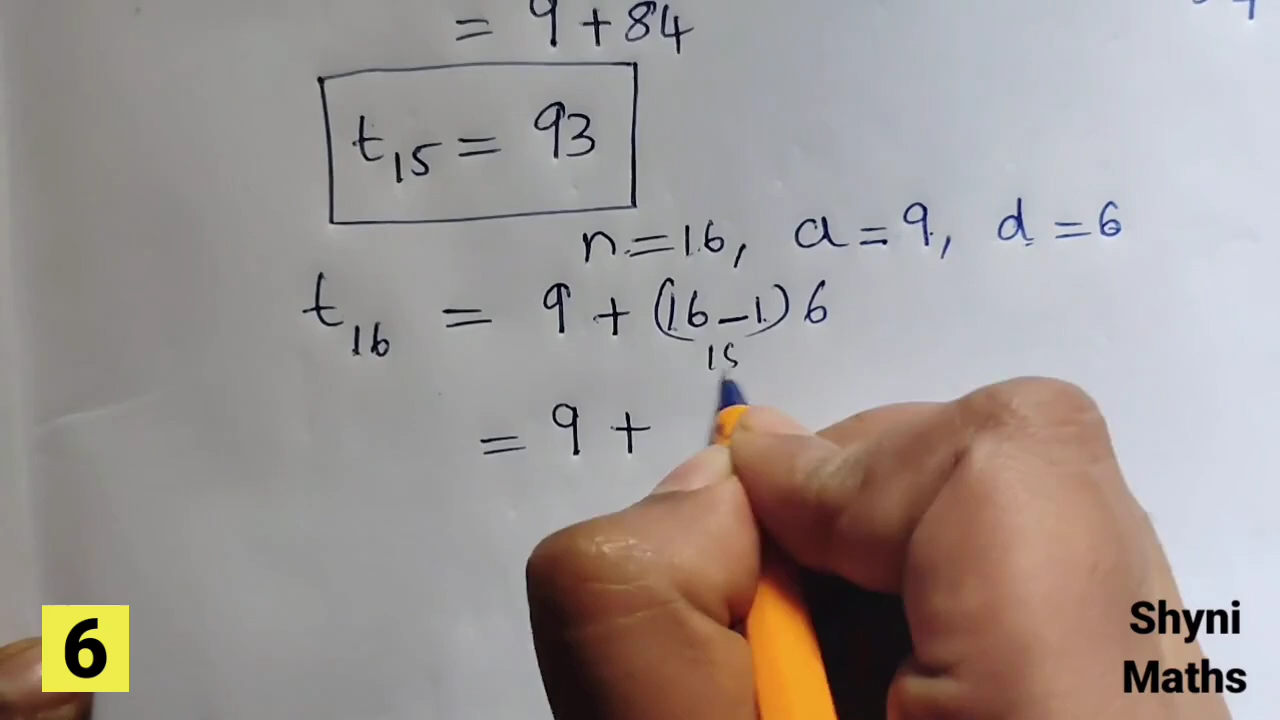 = 9 + 84
t₁₅ = 93
n = 16, a = 9, d = 6
t₁₆ = 9 + (16 - 1) 6
15
= 9 +
6
Shyni
Maths